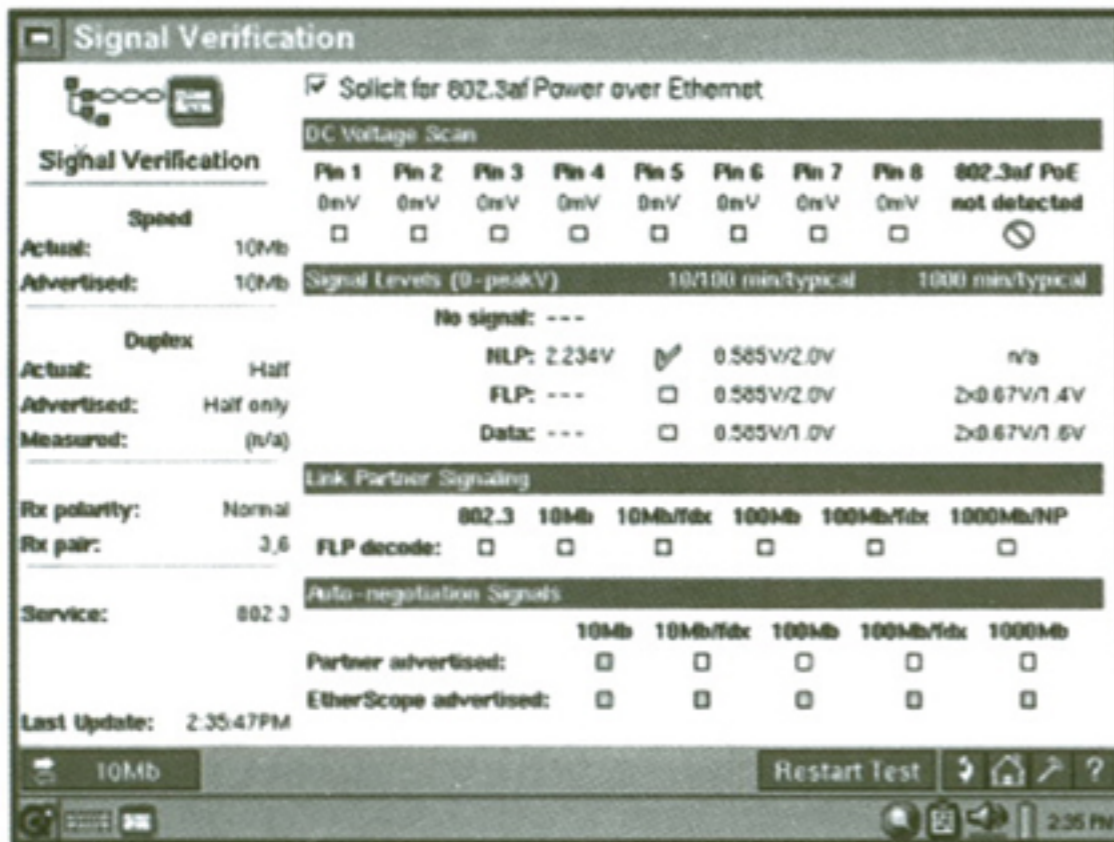 Signal Verification
Signal Verification
Speed
Actual: 10Mb
Advertised: 10Mb
Duplex
Actual: Half
Advertised: Half only
Measured: (n/a)
Rx polarity: Normal
Rx pair: 3,6
Service: 802.3
Last Update: 2:35:47PM
Solicit for 802.3af Power over Ethernet
DC Voltage Scan
Pin 1 Pin 2 Pin 3 Pin 4 Pin 5 Pin 6 Pin 7 Pin 8 802.3af PoE
0mV 0mV 0mV 0mV 0mV 0mV 0mV 0mV not detected
Signal Levels (0-peakV) 10/100 min/typical 1000 min/typical
No signal: ---
NLP: 2.234V 0.585V/2.0V n/a
FLP: --- 0.585V/2.0V 2x0.67V/1.4V
Data: --- 0.585V/1.0V 2x0.67V/1.6V
Link Partner Signaling
802.3 10Mb 10Mb/fdx 100Mb 100Mb/fdx 1000Mb/NP
FLP decode:
Auto-negotiation Signals
10Mb 10Mb/fdx 100Mb 100Mb/fdx 1000Mb
Partner advertised:
EtherScope advertised:
10Mb Restart Test ?
2:35 PM